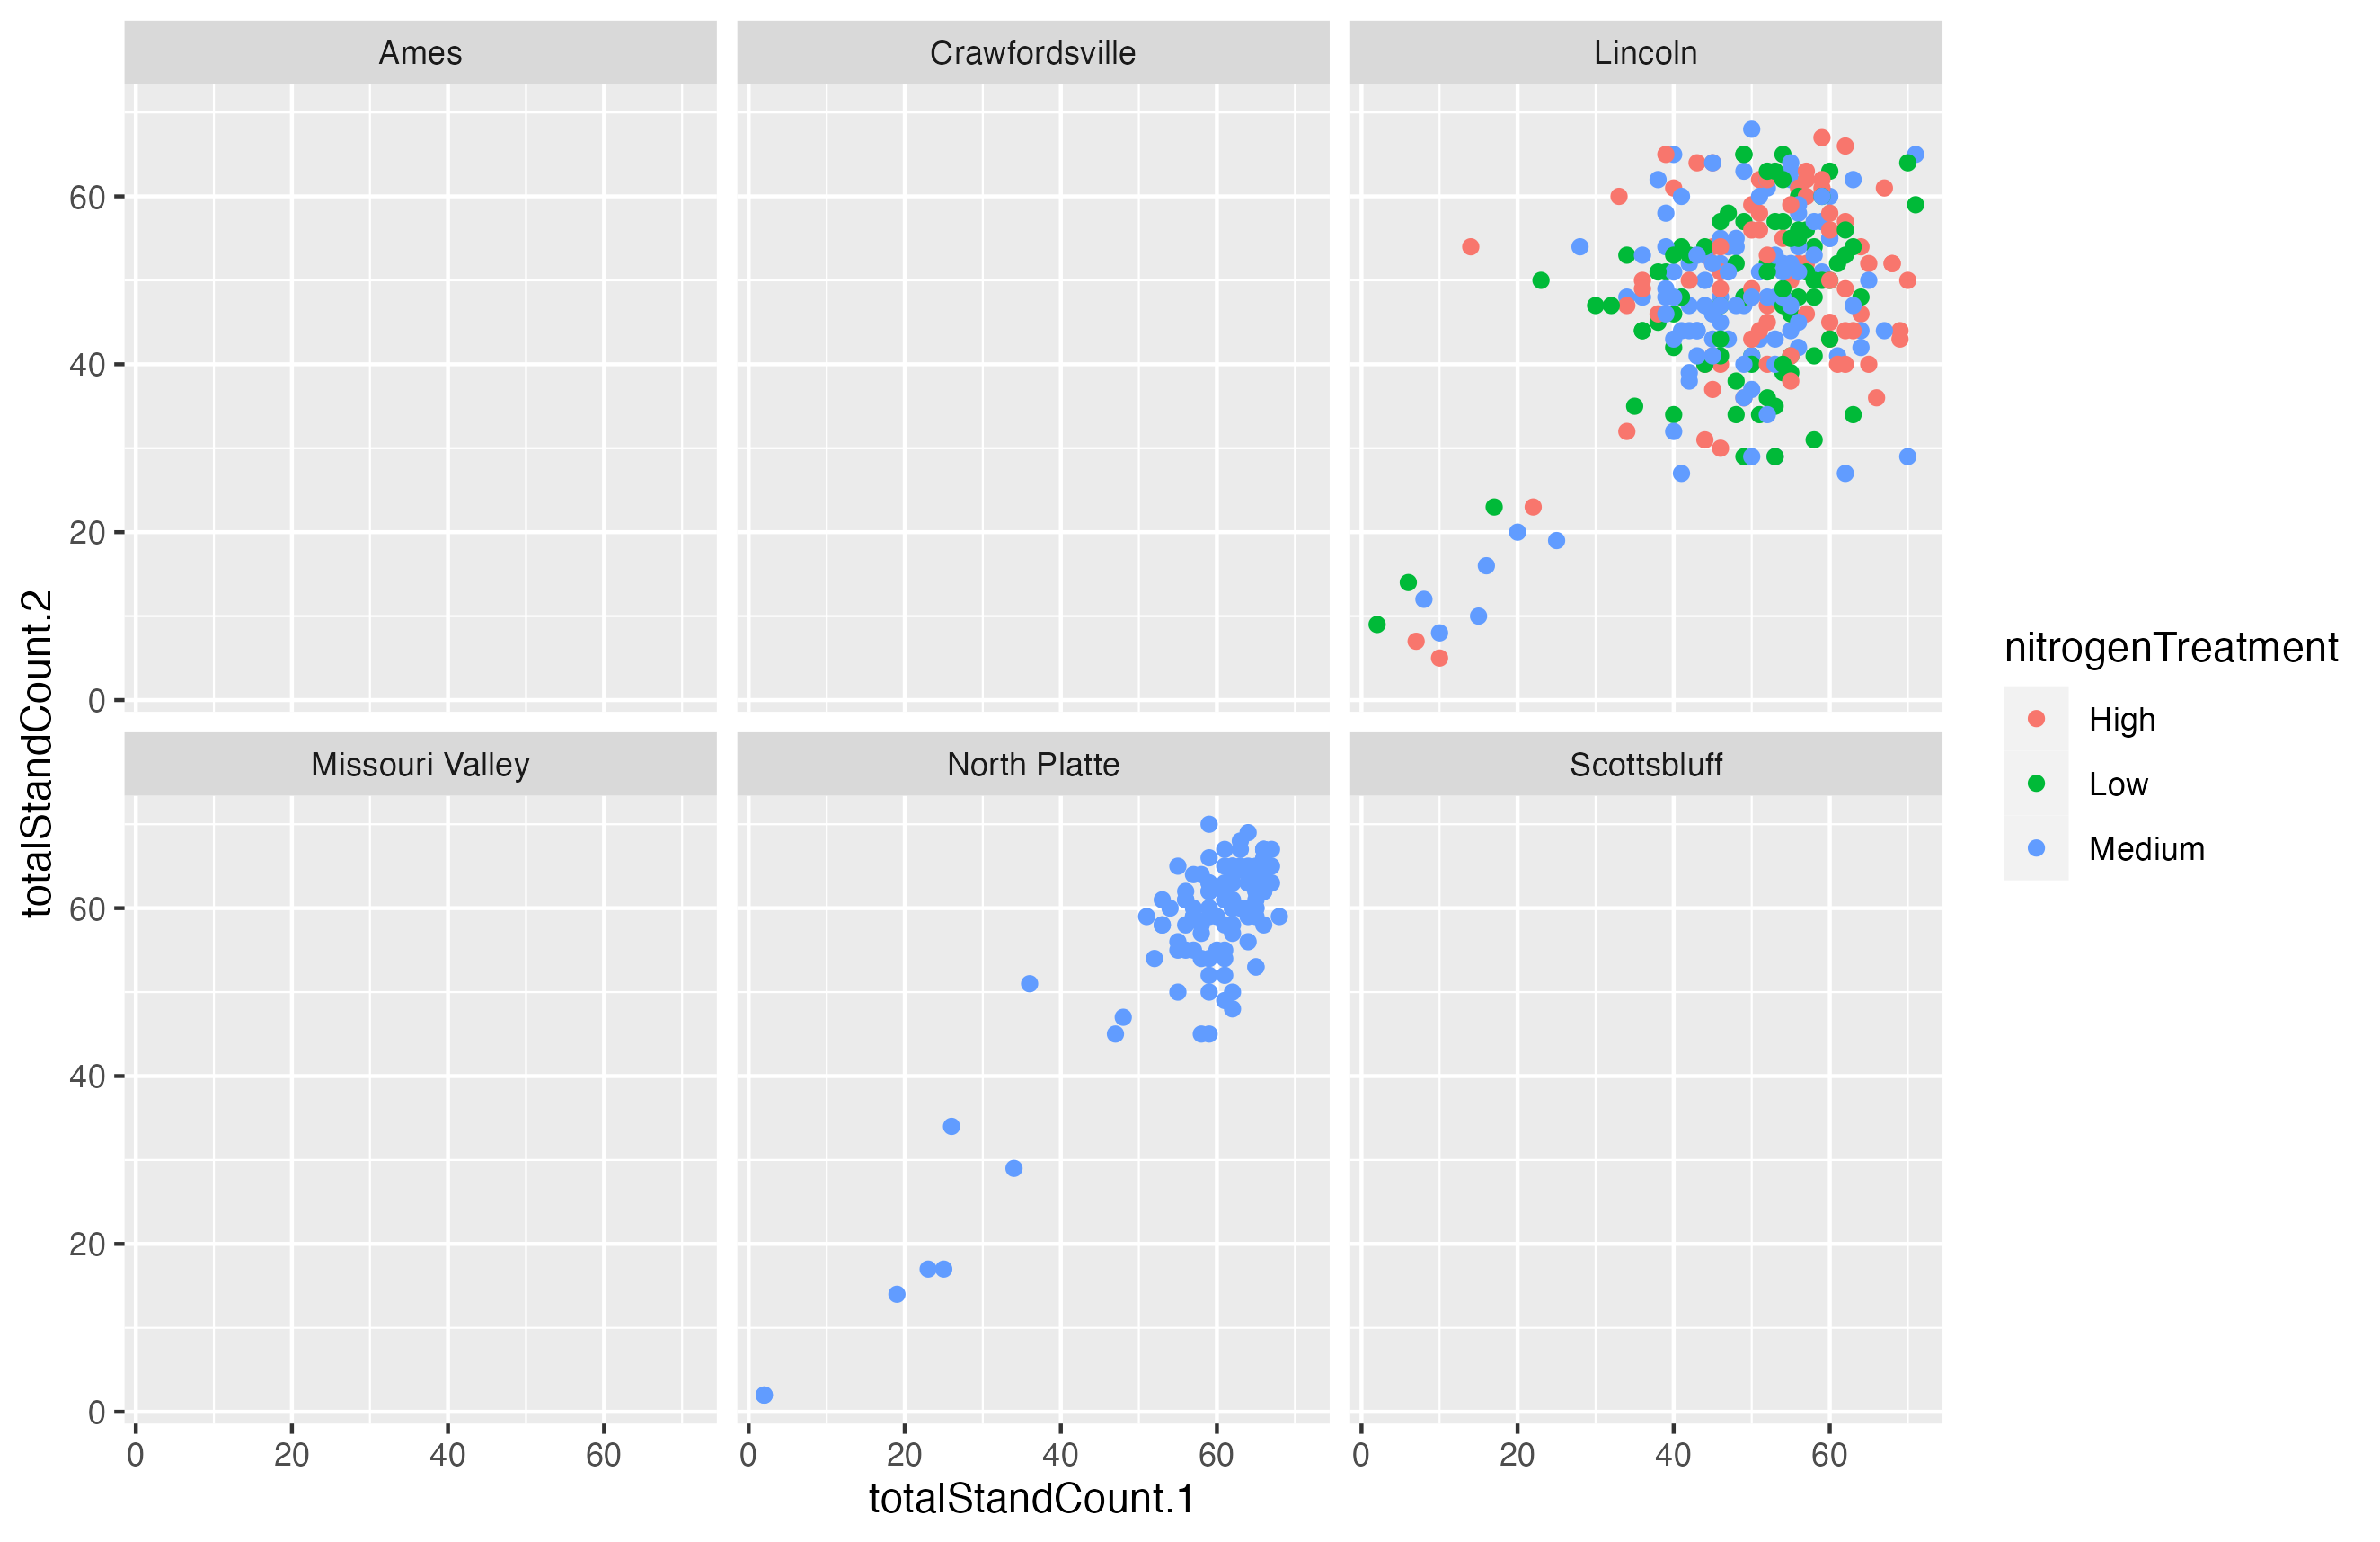 Ames
Crawfordsville
Lincoln
60
40
20
0
Missouri Valley
North Platte
Scottsbluff
60
40
20
0
0 20 40 60
0 20 40 60
0 20 40 60
totalStandCount.1
totalStandCount.2
nitrogenTreatment
High
Low
Medium